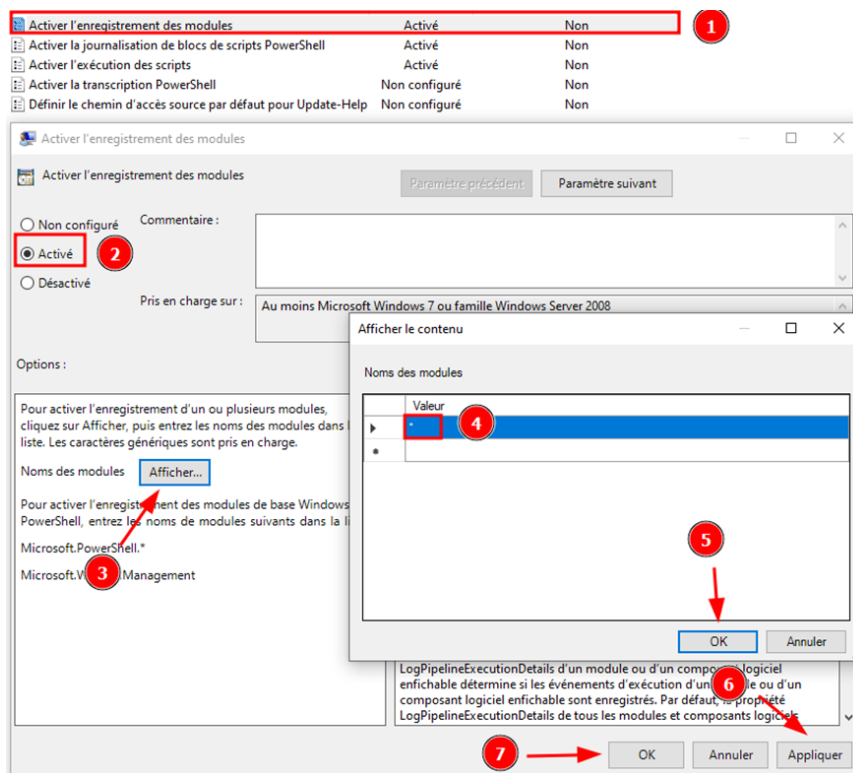 Activer l'enregistrement des modules Activé Non
1
Activer la journalisation de blocs de scripts PowerShell Activé Non
Activer l'exécution des scripts Activé Non
Activer la transcription PowerShell Non configuré Non
Définir le chemin d'accès source par défaut pour Update-Help Non configuré Non
Activer l'enregistrement des modules
Activer l'enregistrement des modules
Paramètre précédent
Paramètre suivant
Non configuré
Commentaire :
Activé
2
Désactivé
Pris en charge sur :
Au moins Microsoft Windows 7 ou famille Windows Server 2008
Options :
Pour activer l'enregistrement d'un ou plusieurs modules,
cliquez sur Afficher, puis entrez les noms des modules dans
liste. Les caractères génériques sont pris en charge.
Noms des modules
Afficher...
Pour activer l'enregistrement des modules de base Windows
PowerShell, entrez les noms de modules suivants dans la
Microsoft.PowerShell.*
3
Microsoft.W Management
Afficher le contenu
Noms des modules
Valeur
*
4
5
OK
Annuler
LogPipelineExecutionDetails d'un module ou d'un composant logiciel
enfichable détermine si les événements d'exécution d'un module ou d'un
6
composant logiciel enfichable sont enregistrés. Par défaut, la propriété
LogPipelineExecutionDetails de tous les modules et composants logiciels
7
OK
Annuler
Appliquer